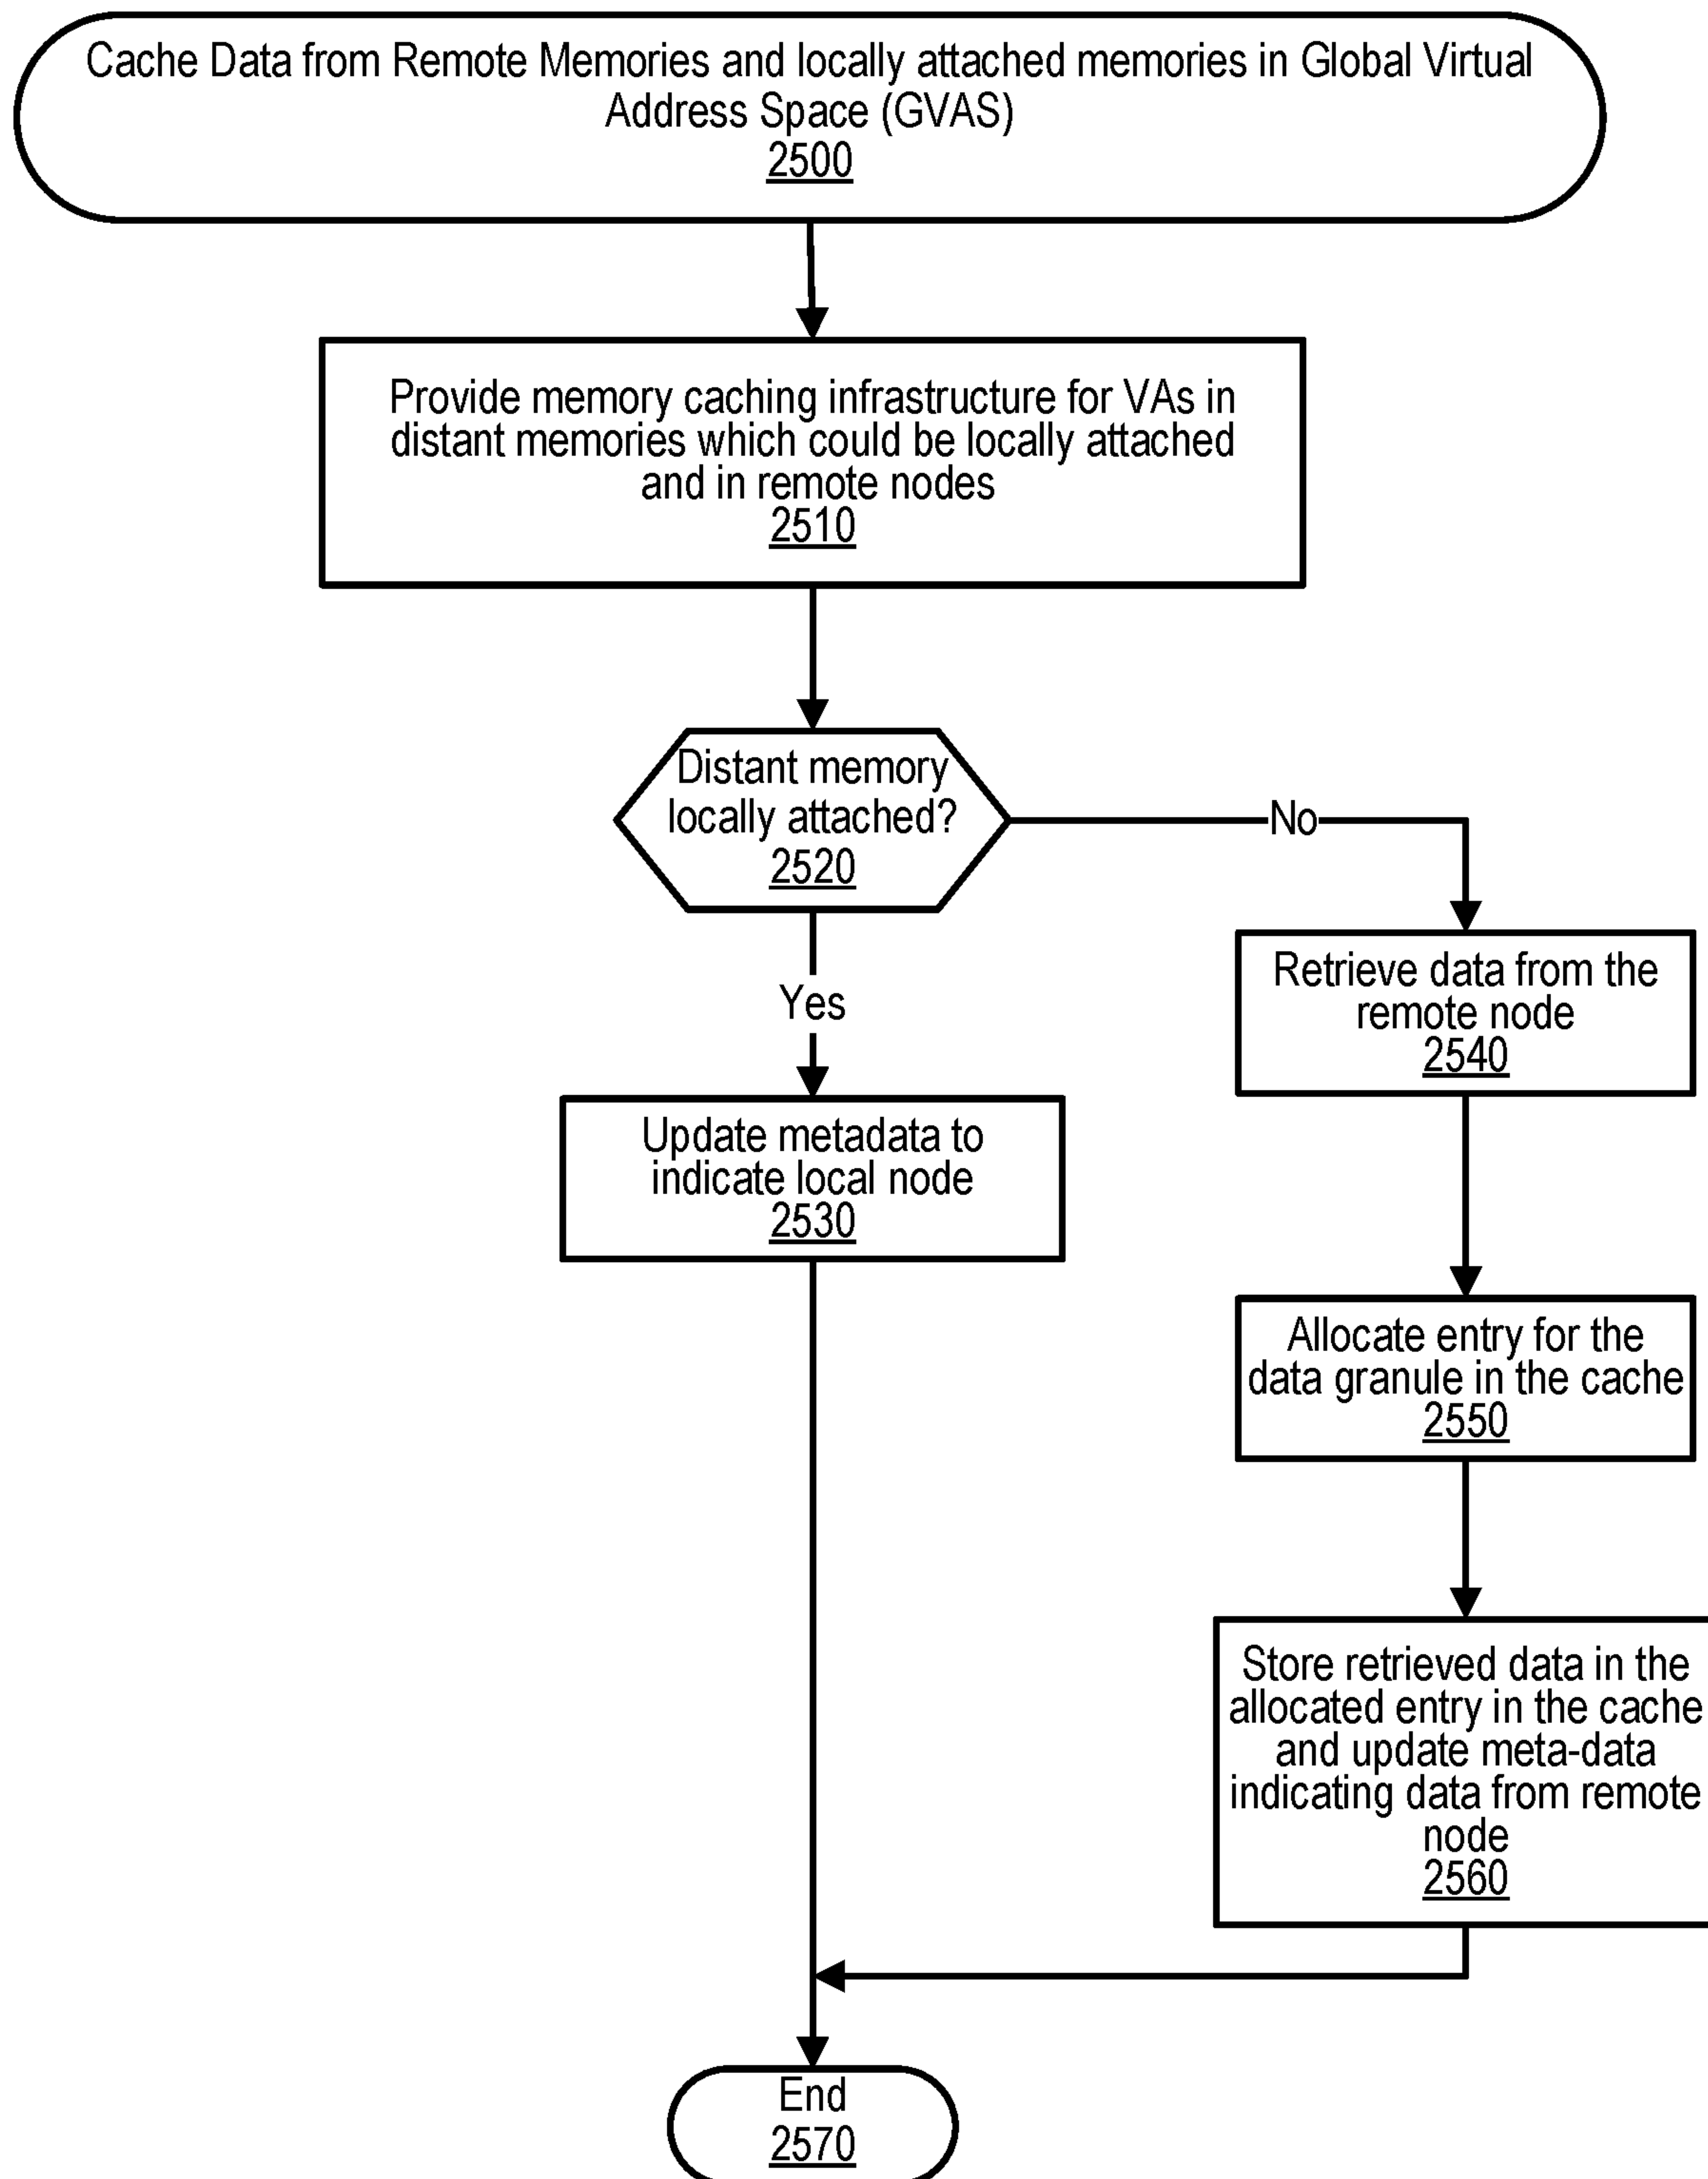 Cache Data from Remote Memories and locally attached memories in Global Virtual
Address Space (GVAS)
2500
Provide memory caching infrastructure for VAs in
distant memories which could be locally attached
and in remote nodes
2510
Distant memory
locally attached?
2520
No
Yes
Retrieve data from the
remote node
2540
Update metadata to
indicate local node
2530
Allocate entry for the
data granule in the cache
2550
Store retrieved data in the
allocated entry in the cache
and update meta-data
indicating data from remote
node
2560
End
2570